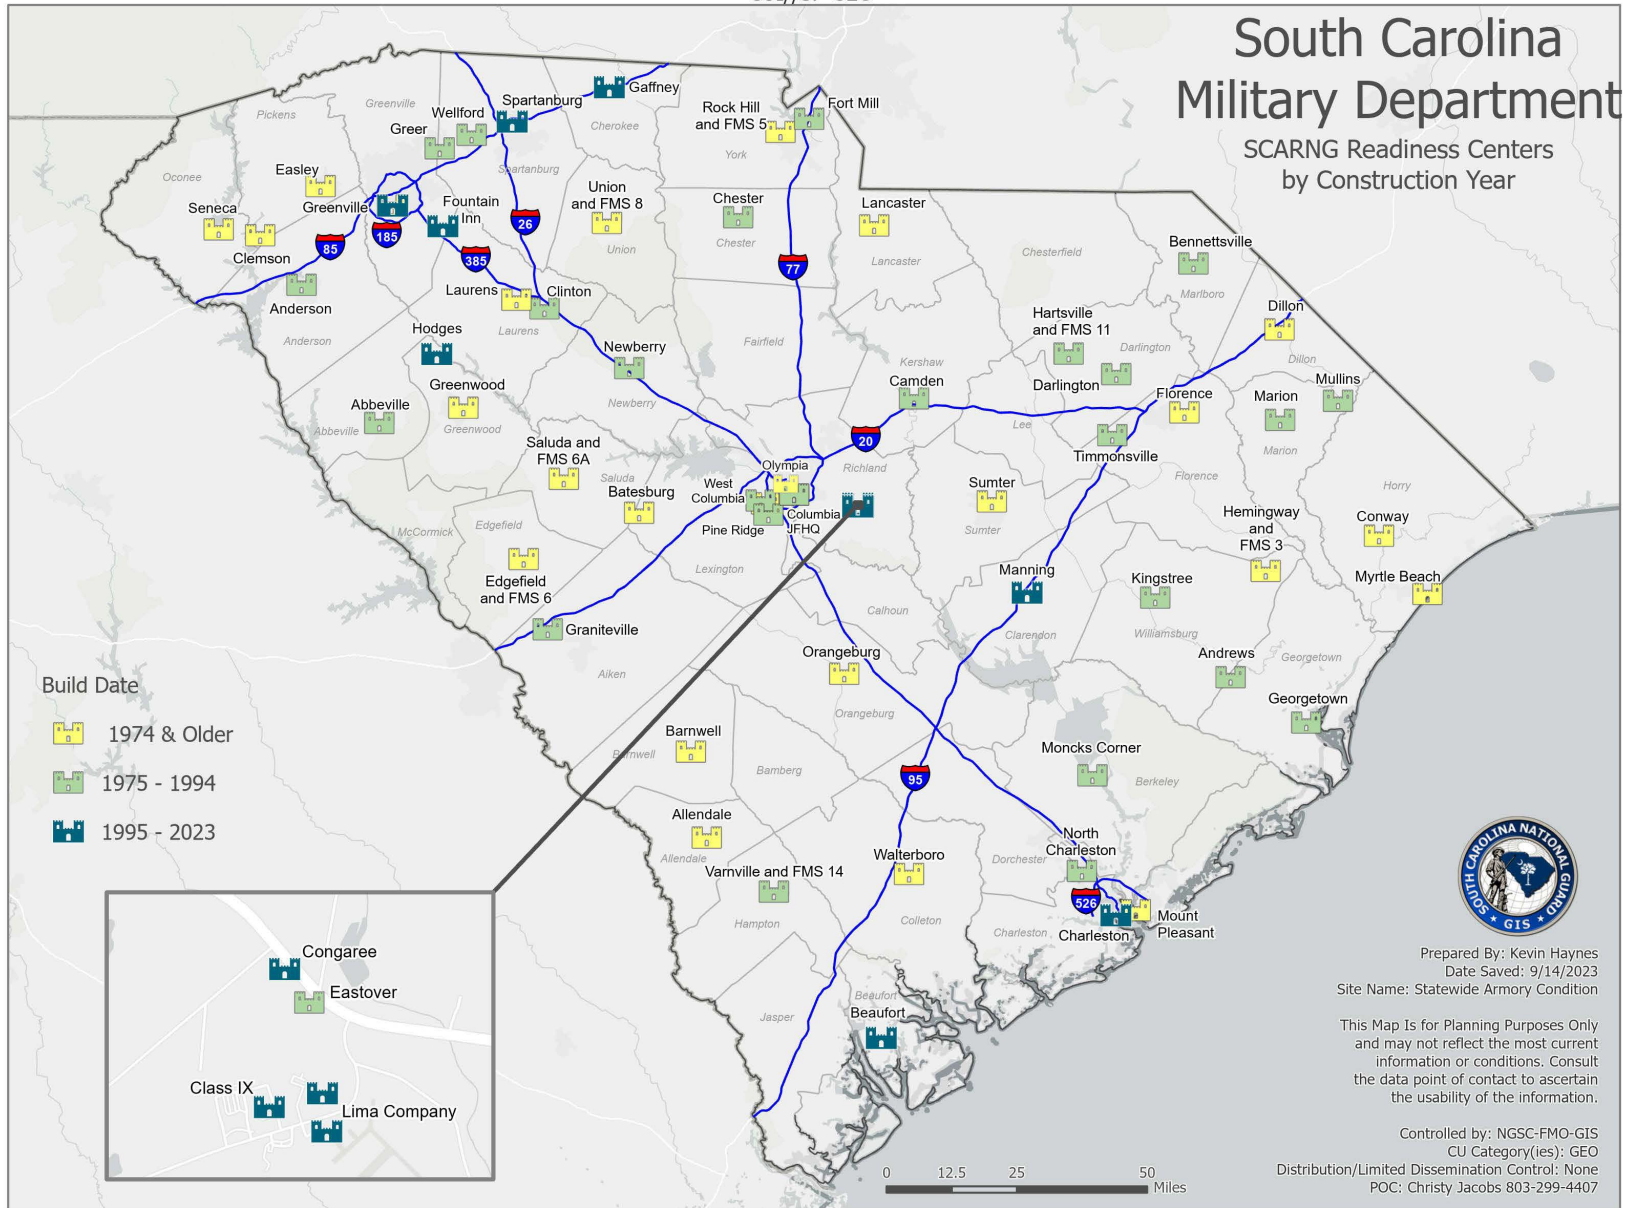 South Carolina
Military Department
SCARNG Readiness Centers
by Construction Year
Gaffney
Spartanburg
Wellford
Greer
Greenville
Pickens
Cherokee
Rock Hill
and FMS 5
Fort Mill
York
Oconee
Easley
Spartanburg
Seneca
Greenville
Fountain
Inn
Union
and FMS 8
Chester
Lancaster
Clemson
85
185
385
26
77
Union
Chester
Lancaster
Chesterfield
Bennettsville
Marlboro
Anderson
Laurens
Clinton
Laurens
Anderson
Hodges
Newberry
Fairfield
Kershaw
Hartsville
and FMS 11
Darlington
Darlington
Dillon
Dillon
Greenwood
Abbeville
Abbeville
Greenwood
Newberry
Camden
Lee
Florence
Marion
Mullins
Marion
20
Timmonsville
Florence
Saluda and
FMS 6A
Saluda
Batesburg
Olympia
West
Columbia
Columbia
JFHQ
Pine Ridge
Richland
Sumter
Sumter
Horry
Hemingway
and
FMS 3
Conway
McCormick
Edgefield
Edgefield
and FMS 6
Lexington
Calhoun
Manning
Clarendon
Kingstree
Williamsburg
Myrtle Beach
Graniteville
Aiken
Orangeburg
Orangeburg
Andrews
Georgetown
Georgetown
Barnwell
Barnwell
Bamberg
95
Moncks Corner
Berkeley
Allendale
Allendale
Varnville and FMS 14
Hampton
Walterboro
Colleton
Dorchester
North
Charleston
526
Charleston
Charleston
Mount
Pleasant
Beaufort
Beaufort
Jasper
Build Date
1974 & Older
1975 - 1994
1995 - 2023
Congaree
Eastover
Class IX
Lima Company
0 12.5 25 50
Miles
SOUTH CAROLINA NATIONAL GUARD
GIS
Prepared By: Kevin Haynes
Date Saved: 9/14/2023
Site Name: Statewide Armory Condition
This Map Is for Planning Purposes Only
and may not reflect the most current
information or conditions. Consult
the data point of contact to ascertain
the usability of the information.
Controlled by: NGSC-FMO-GIS
CU Category(ies): GEO
Distribution/Limited Dissemination Control: None
POC: Christy Jacobs 803-299-4407